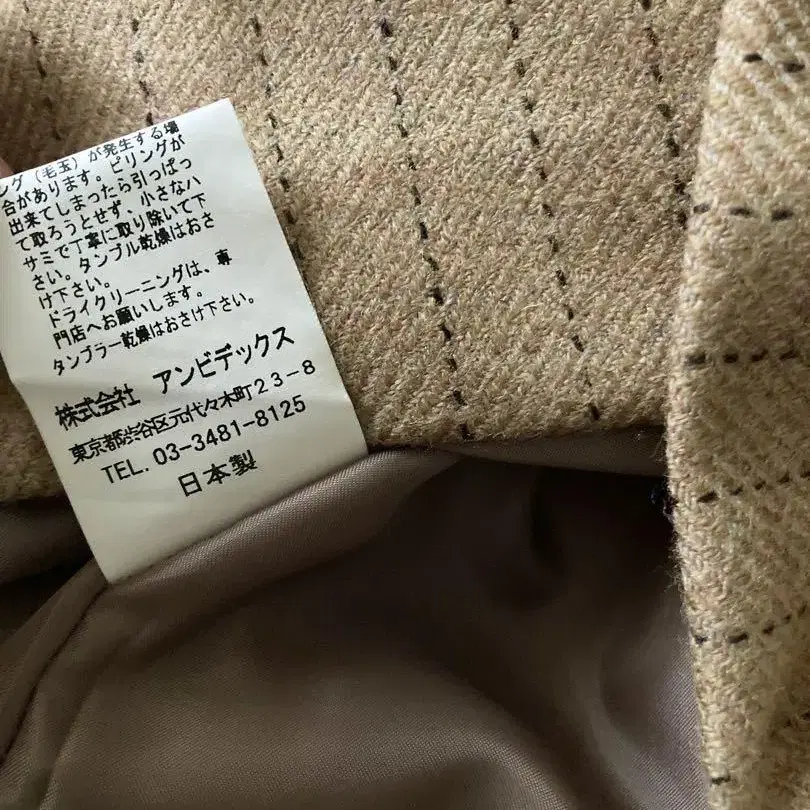 ング（毛玉）が発生する場
合があります。ピリングが
出来てしまったら引っぱっ
て取ろうとせず、小さなハ
サミで丁寧に取り除いて下
さい。タンブル乾燥はおさ
け下さい。
ドライクリーニングは、専
門店へお願いします。
タンブラー乾燥はおさけ下さい。
株式会社 アンビデックス
東京都渋谷区元代々木町２３－８
TEL. 03-3481-8125
日本製